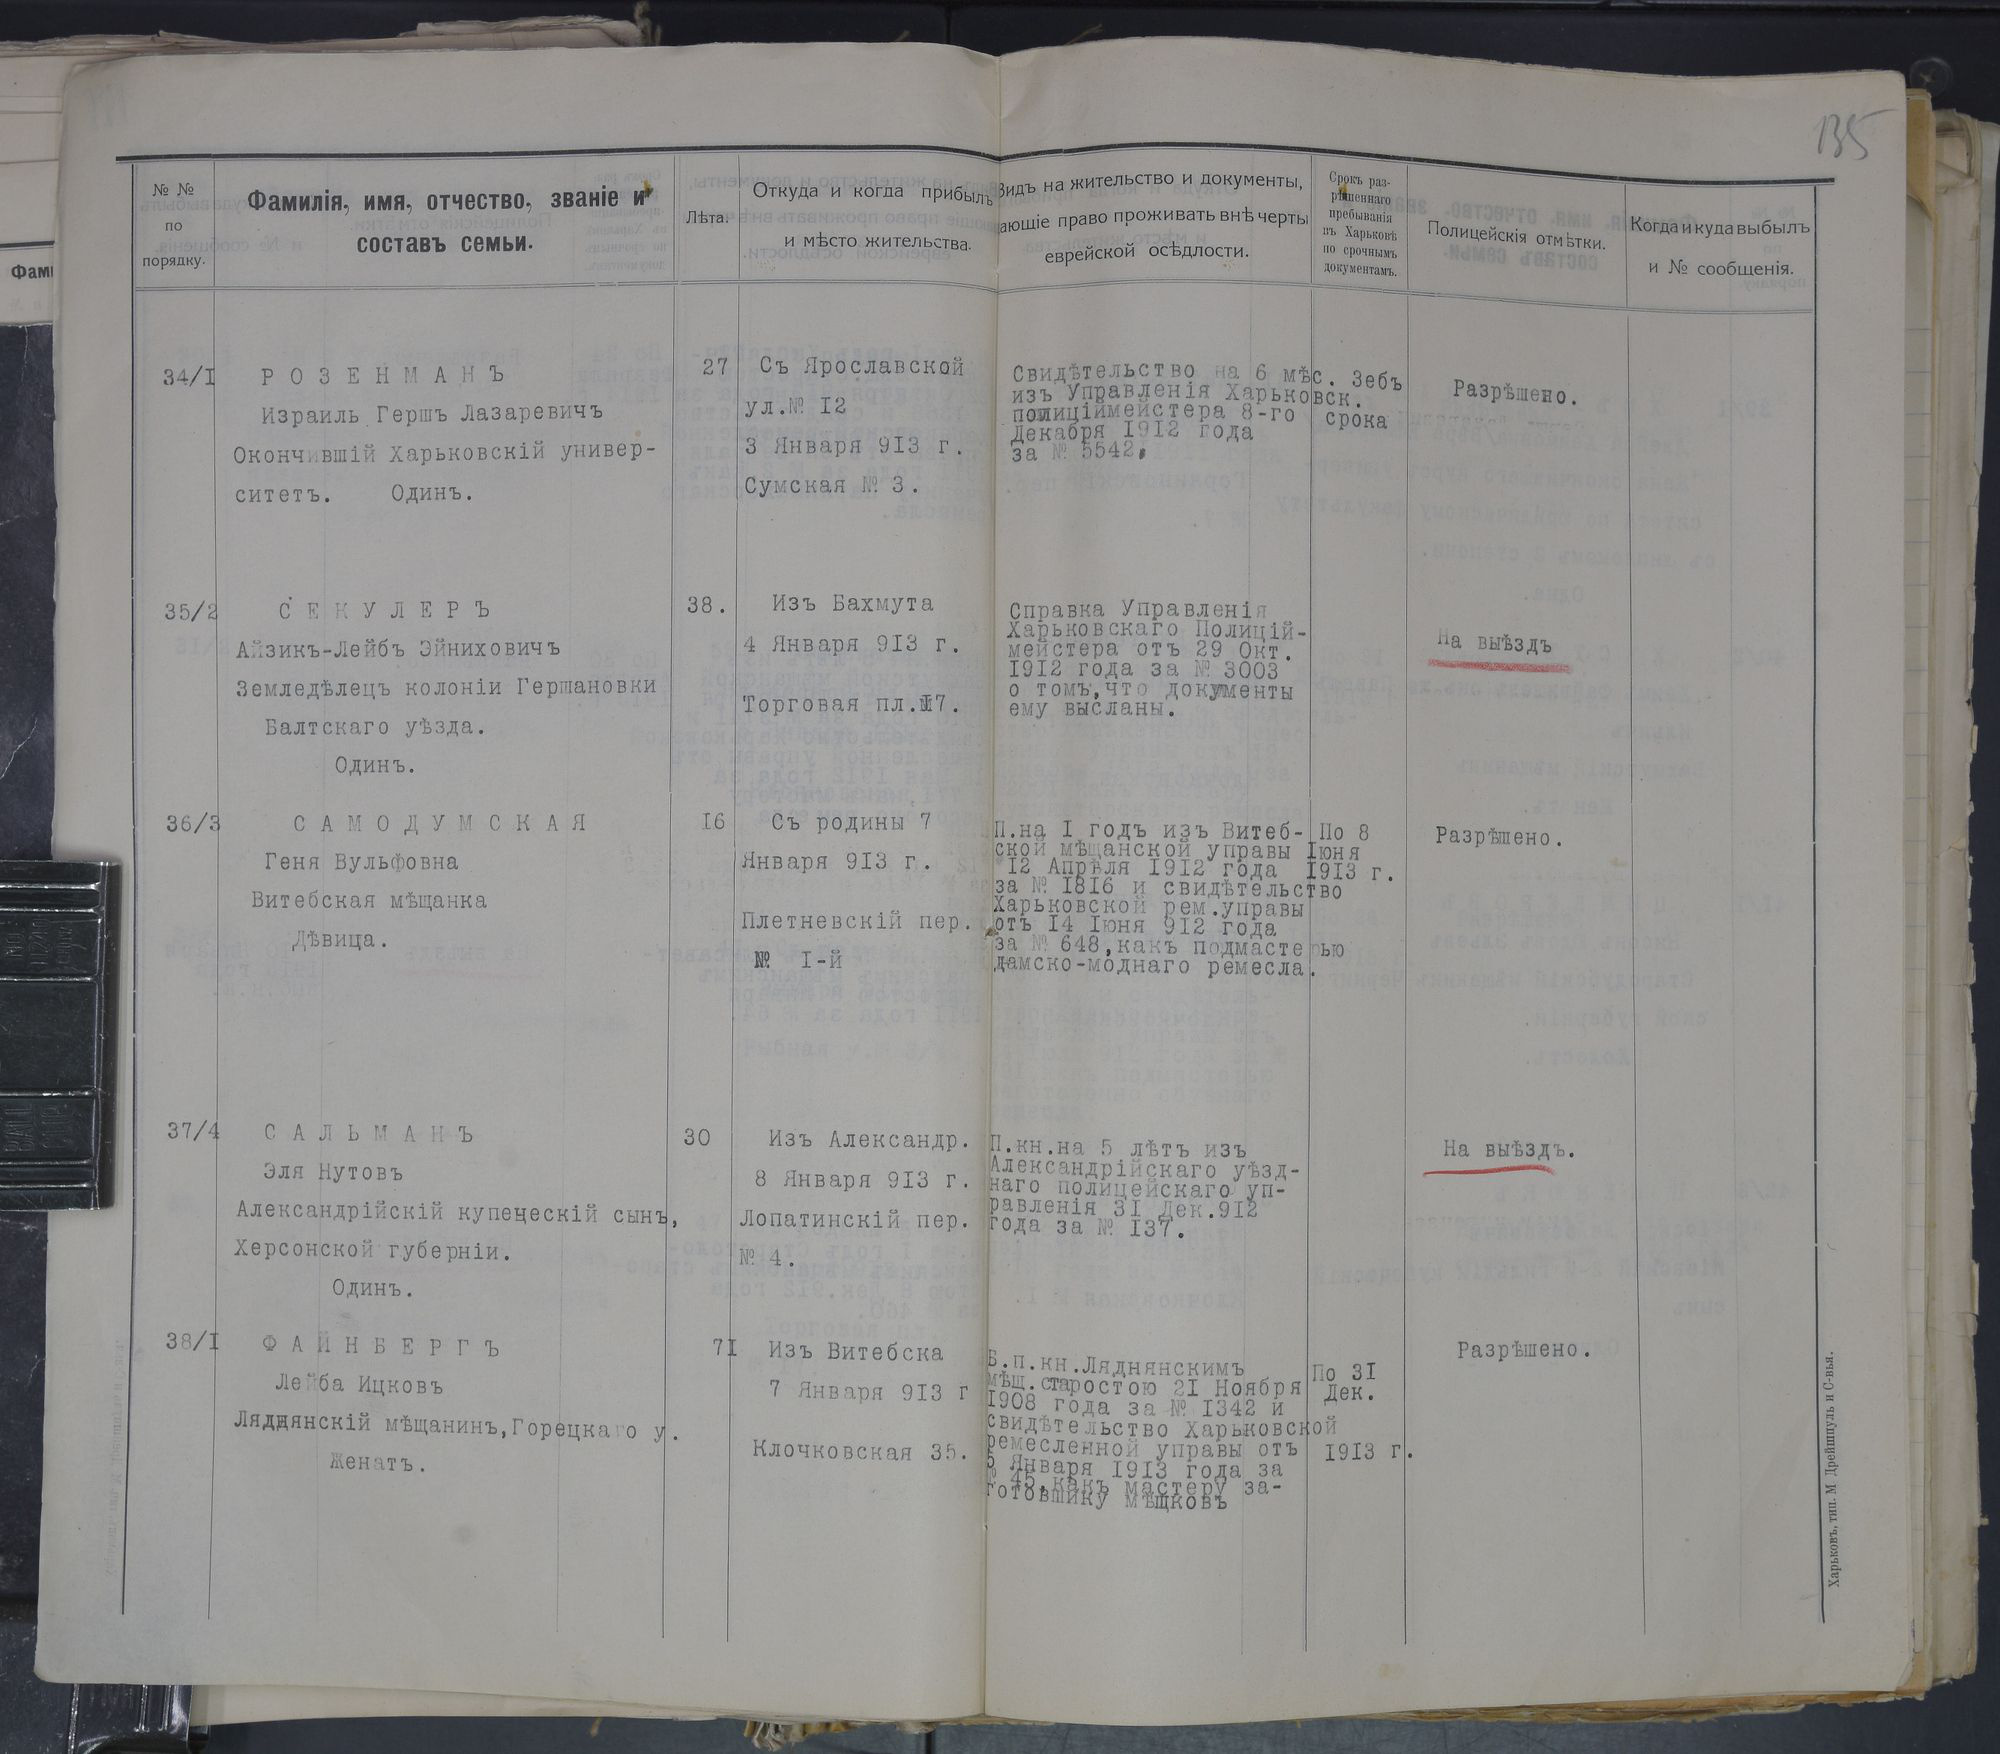 135
№ №
по
порядку.
Фамилія, имя, отчество, званіе и
составъ семьи.
Лѣта.
Откуда и когда прибылъ
и мѣсто жительства.
Видъ на жительство и документы,
ающіе право проживать внѣ черты
еврейской осѣдлости.
Срокъ раз-
рѣшеннаго
пребыванія
въ Харьковѣ
по срочнымъ
документамъ.
Полицейскія отмѣтки.
Когда и куда выбылъ
и № сообщенія.
34/I
РОЗЕНМАНЪ
Израиль Гершъ Лазаревичъ
Окончившій Харьковскій универ-
ситетъ. Одинъ.
27
Съ Ярославской
ул.№ I2
3 Января 9I3 г.
Сумская № 3.
Свидѣтельство на 6 мѣс.
изъ Управленія Харьковск.
полиціймейстера 8-го
Декабря I9I2 года
за № 5542.
Зебъ
срока
Разрѣшено.
35/2
СЕКУЛЕРЪ
Айзикъ-Лейбъ Эйниховичъ
Земледѣлецъ колоніи Гершановки
Балтскаго уѣзда.
Одинъ.
38.
Изъ Бахмута
4 Января 9I3 г.
Торговая пл.I7.
Справка Управленія
Харьковскаго Полицій-
мейстера отъ 29 Окт.
I9I2 года за № 3003
о томъ,что документы
ему высланы.
На выѣздъ
36/3
САМОДУМСКАЯ
Геня Вульфовна
Витебская мѣщанка
Дѣвица.
I6
Съ родины 7
Января 9I3 г.
Плетневскій пер.
№ I-й
П.на I годъ изъ Витеб-
ской мѣщанской управы
I2 Апрѣля I9I2 года
за № I8I6 и свидѣтельство
Харьковской рем.управы
отъ I4 Іюня 9I2 года
за № 648,какъ подмастерью
дамско-моднаго ремесла.
По 8
Іюня
I9I3 г.
Разрѣшено.
37/4
САЛЬМАНЪ
Эля Нутовъ
Александрійскій купеческій сынъ,
Херсонской губерніи.
Одинъ.
30
Изъ Александр.
8 Января 9I3 г.
Лопатинскій пер.
№ 4.
П.кн.на 5 лѣтъ изъ
Александрійскаго уѣзд-
наго полицейскаго уп-
равленія 3I Дек.9I2
года за № I37.
На выѣздъ.
38/I
ФАЙНБЕРГЪ
Лейба Ицковъ
Ляднянскій мѣщанинъ,Горецкаго у.
Женатъ.
7I
Изъ Витебска
7 Января 9I3 г
Клочковская 35.
Б.п.кн.Ляднянскимъ
мѣщ.старостою 2I Ноября
I908 года за № I342 и
свидѣтельство Харьковской
ремесленной управы отъ
5 Января I9I3 года за
№ 45,какъ мастеру за-
готовщику мѣшковъ
По 3I
Дек.
I9I3 г.
Разрѣшено.
Харьковъ, тип. М Дрейшпуль и С-вья.